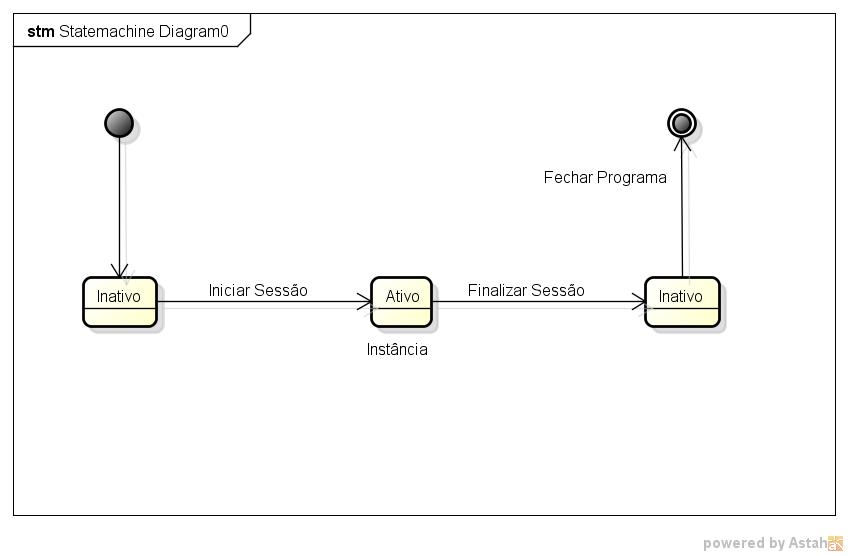 stm Statemachine Diagram0
Fechar Programa
Inativo
Iniciar Sessão
Ativo
Finalizar Sessão
Inativo
Instância
powered by Astah